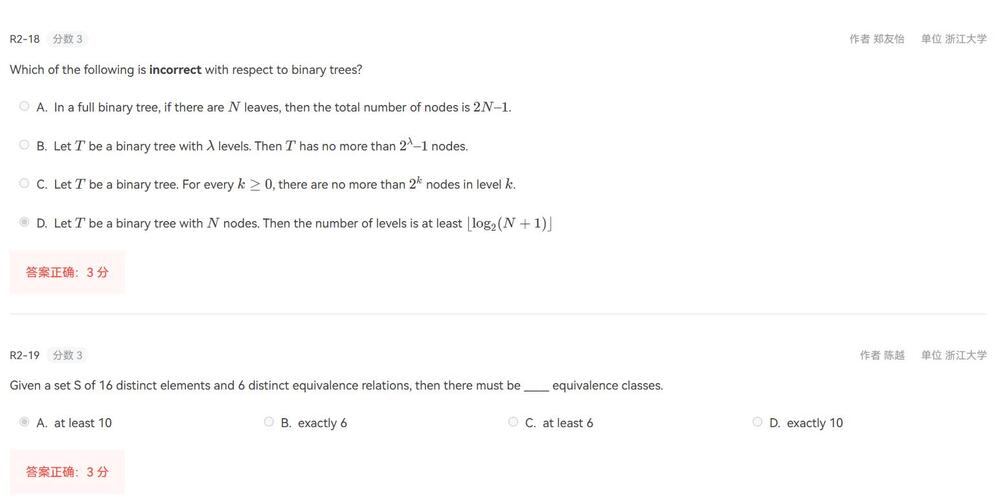 R2-18 分数 3 作者 郑友怡 单位 浙江大学
Which of the following is incorrect with respect to binary trees?
A. In a full binary tree, if there are $N$ leaves, then the total number of nodes is $2N–1$.
B. Let $T$ be a binary tree with $\lambda$ levels. Then $T$ has no more than $2^{\lambda}–1$ nodes.
C. Let $T$ be a binary tree. For every $k \geq 0$, there are no more than $2^k$ nodes in level $k$.
D. Let $T$ be a binary tree with $N$ nodes. Then the number of levels is at least $\lfloor \log_2(N+1) \rfloor$
答案正确：3 分
R2-19 分数 3 作者 陈越 单位 浙江大学
Given a set S of 16 distinct elements and 6 distinct equivalence relations, then there must be ____ equivalence classes.
A. at least 10 B. exactly 6 C. at least 6 D. exactly 10
答案正确：3 分